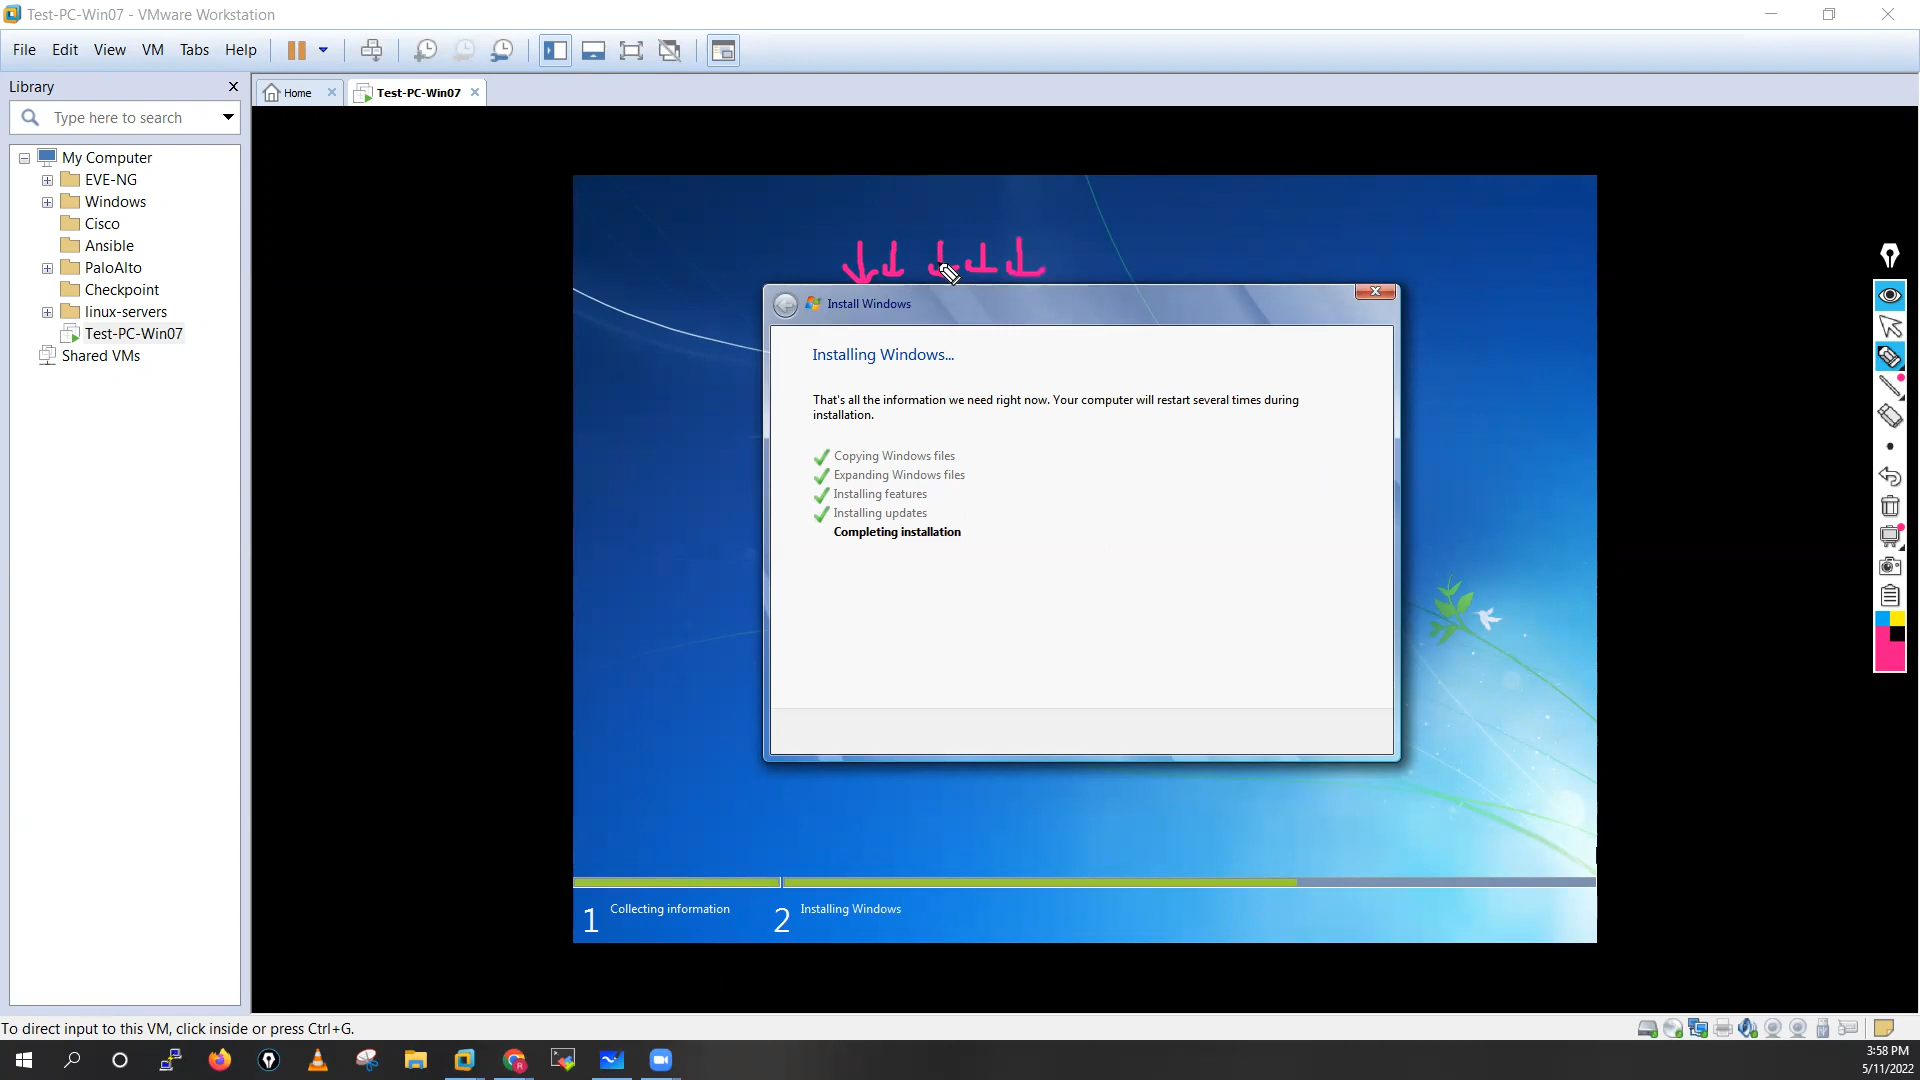 Test-PC-Win07 - VMware Workstation
File Edit View VM Tabs Help
Library
Home
Test-PC-Win07
Type here to search
My Computer
EVE-NG
Windows
Cisco
Ansible
PaloAlto
Checkpoint
linux-servers
Test-PC-Win07
Shared VMs
Install Windows
Installing Windows...
That's all the information we need right now. Your computer will restart several times during
installation.
Copying Windows files
Expanding Windows files
Installing features
Installing updates
Completing installation
1 Collecting information
2 Installing Windows
To direct input to this VM, click inside or press Ctrl+G.
3:58 PM
5/11/2022